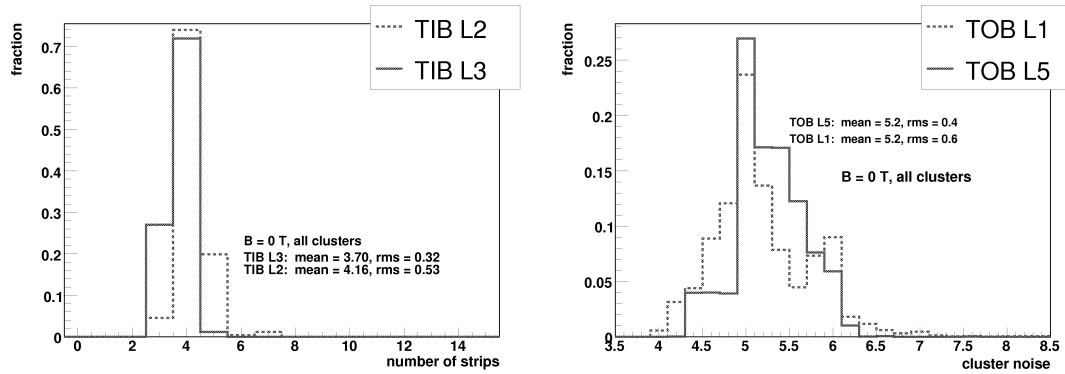 TIB L2
TIB L3
fraction
0.7
0.6
0.5
0.4
0.3
0.2
0.1
0
B = 0 T, all clusters
TIB L3: mean = 3.70, rms = 0.32
TIB L2: mean = 4.16, rms = 0.53
0 2 4 6 8 10 12 14
number of strips
TOB L1
TOB L5
fraction
0.25
0.2
0.15
0.1
0.05
0
TOB L5: mean = 5.2, rms = 0.4
TOB L1: mean = 5.2, rms = 0.6
B = 0 T, all clusters
3.5 4 4.5 5 5.5 6 6.5 7 7.5 8 8.5
cluster noise